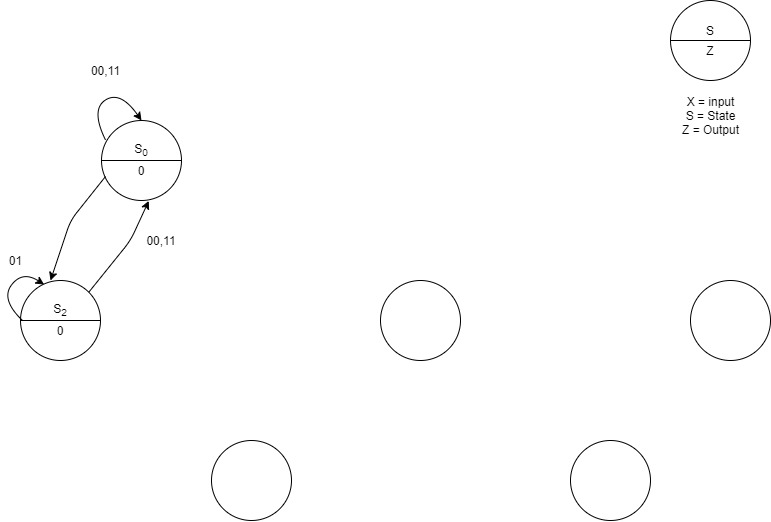 S
Z
X = input
S = State
Z = Output
00,11
S0
0
00,11
01
S2
0